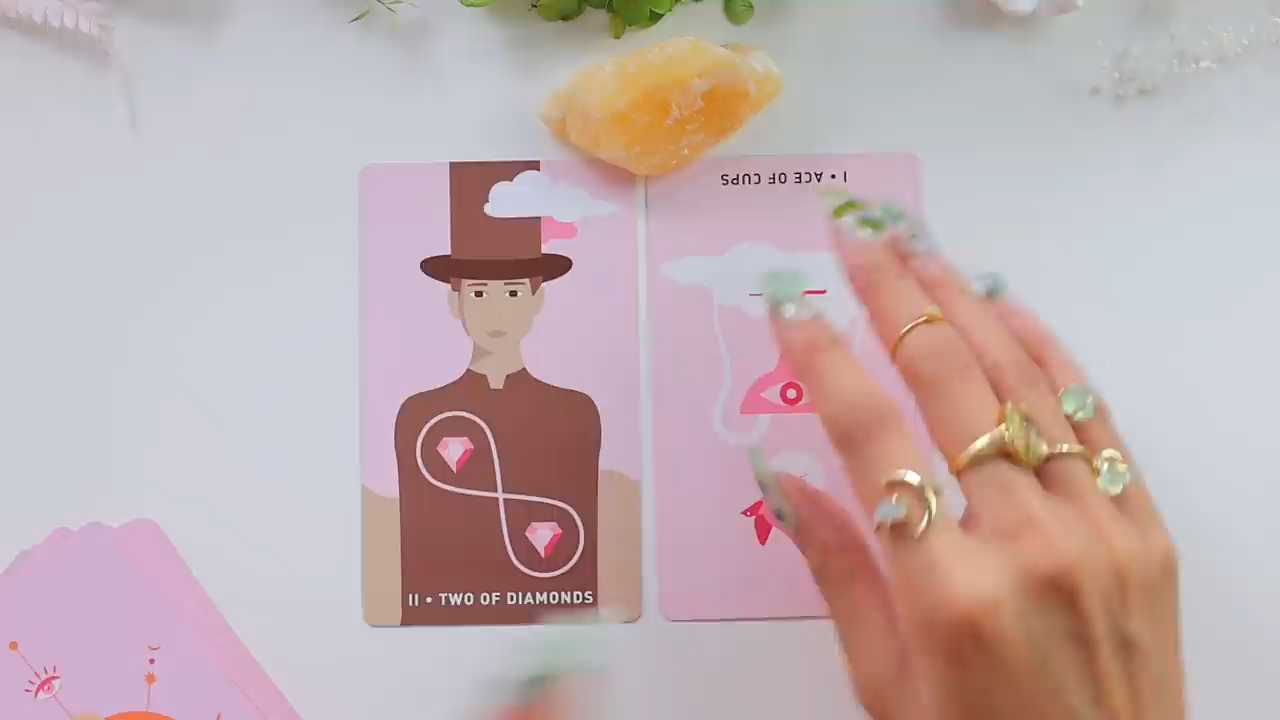 I • ACE OF CUPS
II • TWO OF DIAMONDS